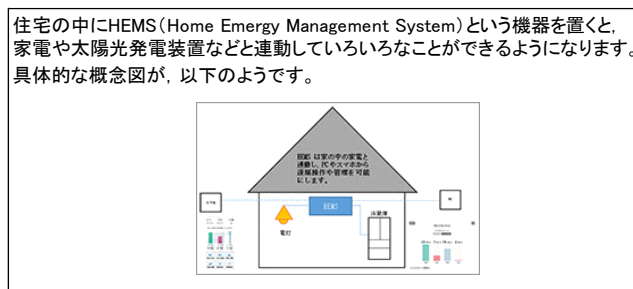 住宅の中にHEMS（Home Emergy Management System）という機器を置くと，
家電や太陽光発電装置などと連動していろいろなことができるようになります。
具体的な概念図が，以下のようです。
HEMS は家の中の家電と
連動し、PCやスマホから
遠隔操作や管理を可能
にします。
HEMS
冷蔵庫
電灯